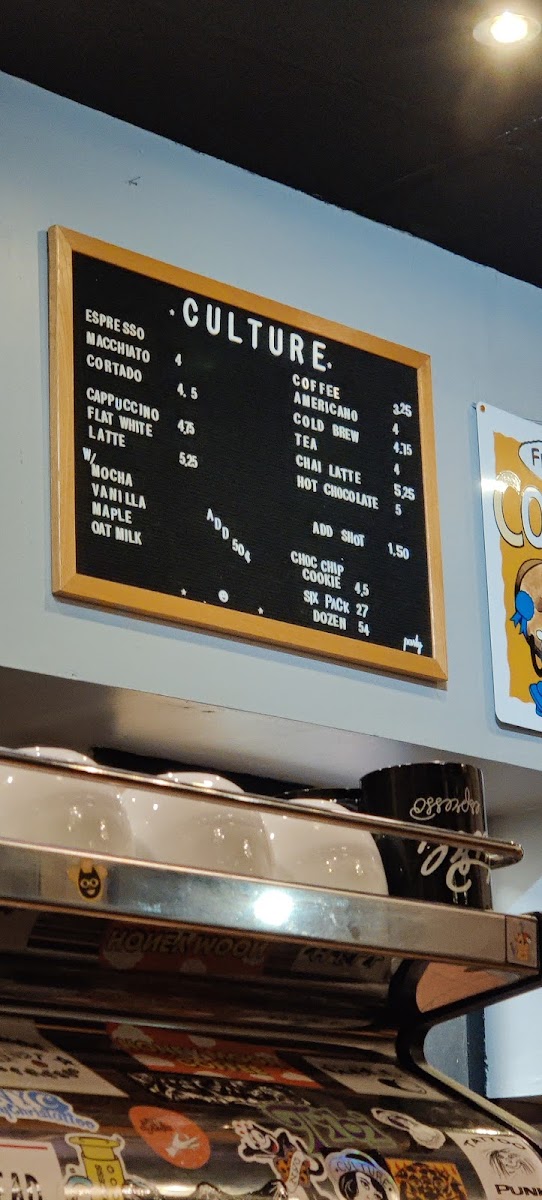 CULTURE
ESPRESSO
MACCHIATO 4
CORTADO 4.5
CAPPUCCINO 4.75
FLAT WHITE
LATTE 5.25
W/
MOCHA
VANILLA
MAPLE
OAT MILK
ADD 50¢
COFFEE 3.25
AMERICANO 4
COLD BREW 4.75
TEA 4
CHAI LATTE 5.25
HOT CHOCOLATE 5
ADD SHOT 1.50
CHOC CHIP
COOKIE 4.5
SIX PACK 27
DOZEN 54
espresso
CULTURE
PUNK